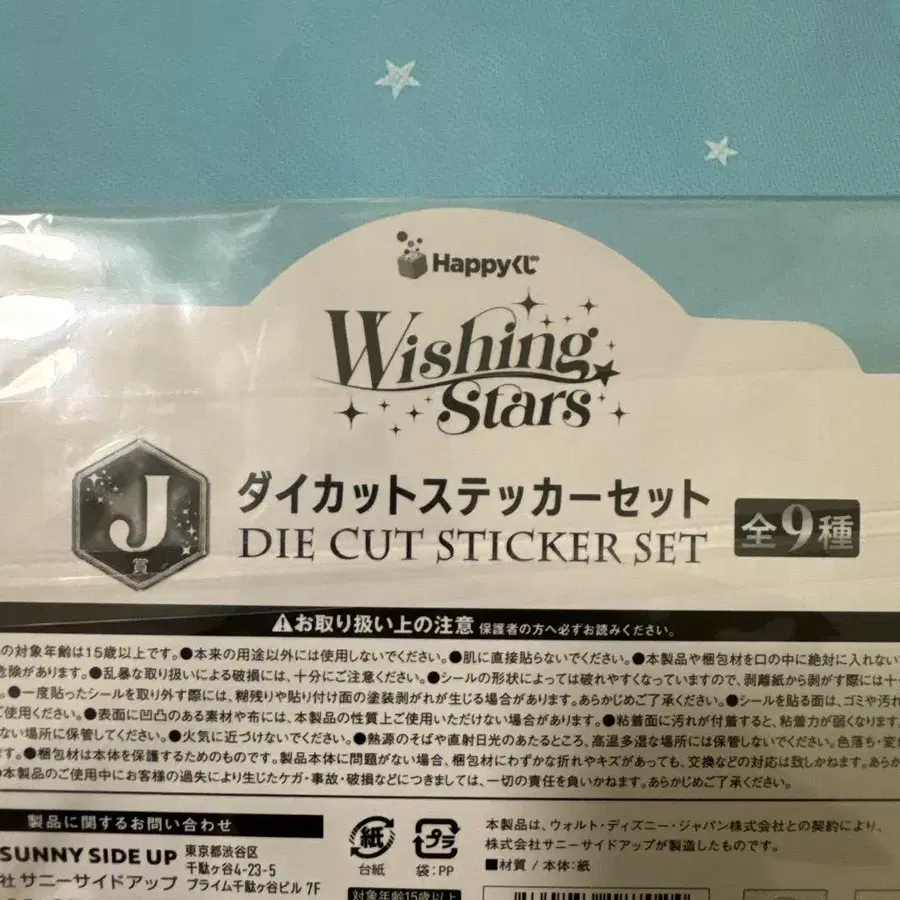 Happyくじ
Wishing
Stars
J
賞
ダイカットステッカーセット
DIE CUT STICKER SET
全9種
⚠お取り扱い上の注意 保護者の方へ必ずお読みください。
の対象年齢は15歳以上です。●本来の用途以外には使用しないでください。●肌に直接貼らないでください。●本製品や梱包材を口の中に絶対に入れない
危険があります。●乱暴な取り扱いによる破損には、十分にご注意ください。●シールの形状によっては破れやすくなっていますので、剥離紙から剥がす際には十
●一度貼ったシールを取り外す際には、糊残りや貼り付け面の塗装剥がれが生じる場合があります。あらかじめご了承ください。●シールを貼る面は、ゴミや汚れ
ご使用ください。●表面に凹凸のある素材や布には、本製品の性質上ご使用いただけない場合があります。●粘着面に汚れが付着すると、粘着力が弱くなります
ない場所に保管してください。●火気に近づけないでください。●熱源のそばや直射日光のあたるところ、高温多湿な場所には保管しないでください。色落ち・変
ます。●梱包材は本体を保護するためのものです。製品本体に問題がない場合、梱包材にわずかな折れやキズがあっても、交換などの対応は致しかねます。あらか
●本製品のご使用中にお客様の過失により生じたケガ・事故・破損などにつきましては、一切の責任を負いかねます。あらかじめご了承ください。
製品に関するお問い合わせ
SUNNY SIDE UP
社 サニーサイドアップ
東京都渋谷区
千駄ヶ谷4-23-5
プライム千駄ヶ谷ビル 7F
紙
台紙
プラ
袋:PP
対象年齢15歳以上
本製品は、ウォルト・ディズニー・ジャパン株式会社との契約により、
株式会社サニーサイドアップが製造したものです。
■材質 / 本体:紙